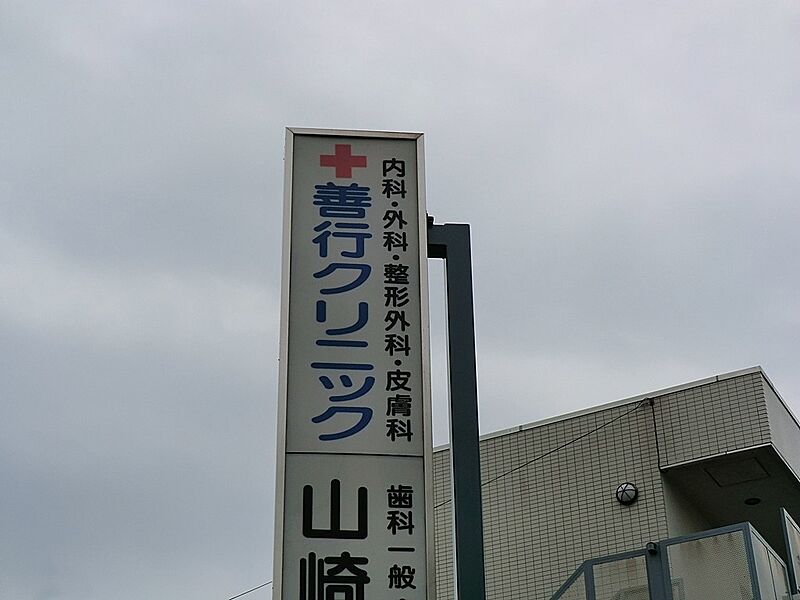 内科・外科・整形外科・皮膚科
善行クリニック
歯科一般・
山崎